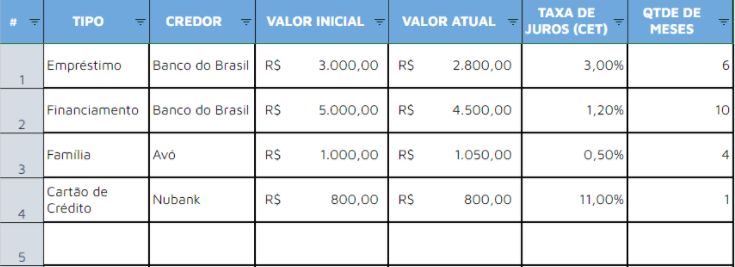 # TIPO CREDOR VALOR INICIAL VALOR ATUAL TAXA DE JUROS (CET) QTDE DE MESES
1 Empréstimo Banco do Brasil R$ 3.000,00 R$ 2.800,00 3,00% 6
2 Financiamento Banco do Brasil R$ 5.000,00 R$ 4.500,00 1,20% 10
3 Família Avó R$ 1.000,00 R$ 1.050,00 0,50% 4
4 Cartão de Crédito Nubank R$ 800,00 R$ 800,00 11,00% 1
5